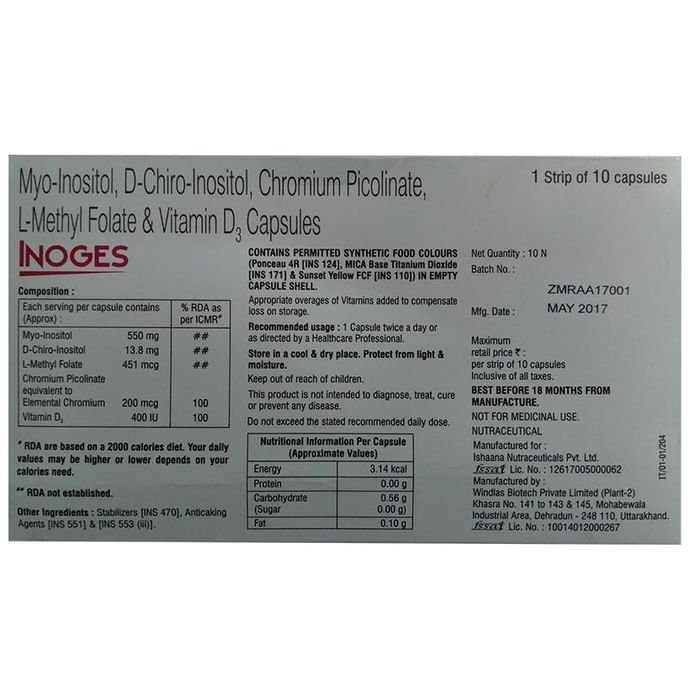 Myo-Inositol, D-Chiro-Inositol, Chromium Picolinate,
L-Methyl Folate & Vitamin D3 Capsules
INOGES
1 Strip of 10 capsules
Composition :
Each serving per capsule contains (Approx) : % RDA as per ICMR#
Myo-Inositol 550 mg ##
D-Chiro-Inositol 13.8 mg ##
L-Methyl Folate 451 mcg ##
Chromium Picolinate
equivalent to
Elemental Chromium 200 mcg 100
Vitamin D3 400 IU 100
# RDA are based on a 2000 calories diet. Your daily
values may be higher or lower depends on your
calories need.
## RDA not established.
Other Ingredients : Stabilizers [INS 470], Anticaking
Agents [INS 551] & [INS 553 (iii)].
CONTAINS PERMITTED SYNTHETIC FOOD COLOURS
(Ponceau 4R [INS 124], MICA Base Titanium Dioxide
[INS 171] & Sunset Yellow FCF [INS 110]) IN EMPTY
CAPSULE SHELL.
Appropriate overages of Vitamins added to compensate
loss on storage.
Recommended usage : 1 Capsule twice a day or
as directed by a Healthcare Professional.
Store in a cool & dry place. Protect from light &
moisture.
Keep out of reach of children.
This product is not intended to diagnose, treat, cure
or prevent any disease.
Do not exceed the stated recommended daily dose.
Nutritional Information Per Capsule
(Approximate Values)
Energy 3.14 kcal
Protein 0.00 g
Carbohydrate 0.56 g
(Sugar 0.00 g)
Fat 0.10 g
Net Quantity : 10 N
Batch No. :
ZMRAA17001
Mfg. Date : MAY 2017
Maximum
retail price ₹ :
per strip of 10 capsules
Inclusive of all taxes.
BEST BEFORE 18 MONTHS FROM
MANUFACTURE.
NOT FOR MEDICINAL USE.
NUTRACEUTICAL
Manufactured for :
Ishaana Nutraceuticals Pvt. Ltd.
fssai Lic. No. : 12617005000062
Manufactured by :
Windlas Biotech Private Limited (Plant-2)
Khasra No. 141 to 143 & 145, Mohabewala
Industrial Area, Dehradun - 248 110, Uttarakhand.
fssai Lic. No. : 10014012000267
IT/01-01/204